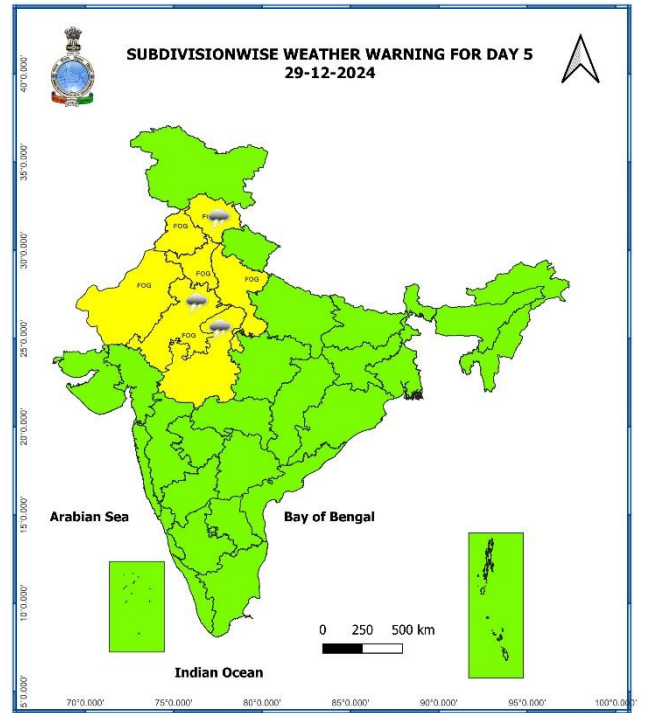 SUBDIVISIONWISE WEATHER WARNING FOR DAY 5
29-12-2024
40°0.000'
35°0.000'
30°0.000'
25°0.000'
20°0.000'
15°0.000'
10°0.000'
5°0.000'
FOG
FOG
FOG
FOG
FOG
Arabian Sea
Bay of Bengal
0 250 500 km
Indian Ocean
70°0.000' 75°0.000' 80°0.000' 85°0.000' 90°0.000' 95°0.000' 100°0.000'